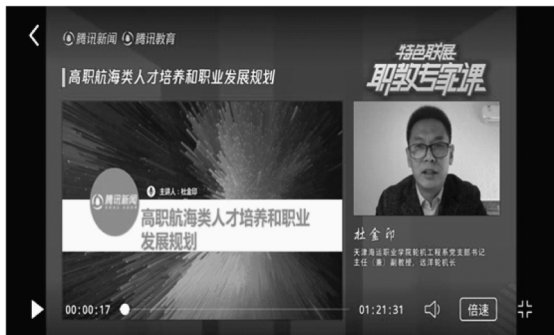 腾讯新闻 腾讯教育
高职航海类人才培养和职业发展规划
特色联展
职教专家课
主讲人：杜金印
腾讯新闻
高职航海类人才培养和职业
发展规划
杜金印
天津海运职业学院轮机工程系党支部书记
主任（兼）副教授，远洋轮机长
00:00:17
01:21:31
倍速